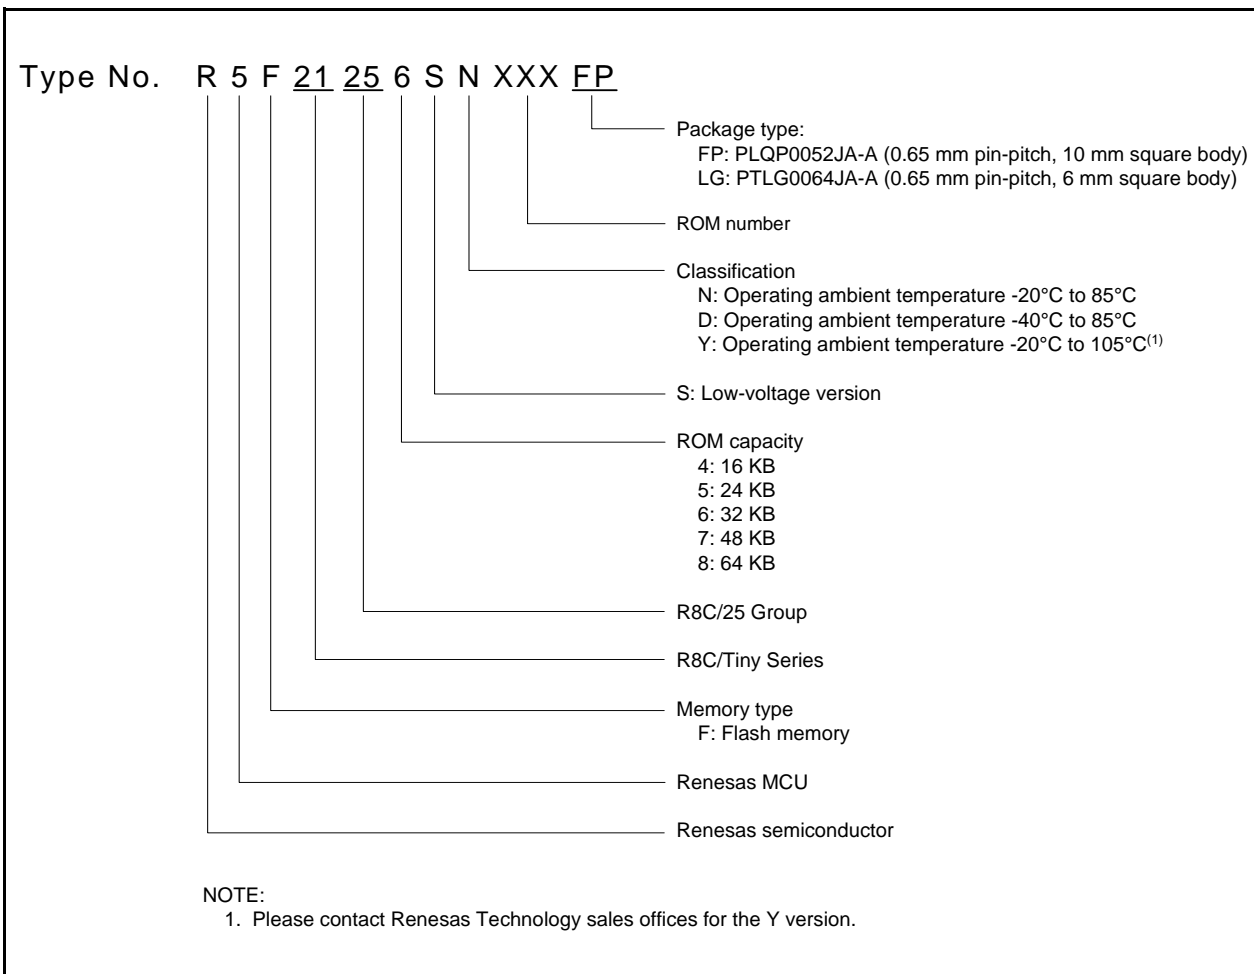 Type No. R 5 F 21 25 6 S N XXX FP
Package type:
FP: PLQP0052JA-A (0.65 mm pin-pitch, 10 mm square body)
LG: PTLG0064JA-A (0.65 mm pin-pitch, 6 mm square body)
ROM number
Classification
N: Operating ambient temperature -20°C to 85°C
D: Operating ambient temperature -40°C to 85°C
Y: Operating ambient temperature -20°C to 105°C(1)
S: Low-voltage version
ROM capacity
4: 16 KB
5: 24 KB
6: 32 KB
7: 48 KB
8: 64 KB
R8C/25 Group
R8C/Tiny Series
Memory type
F: Flash memory
Renesas MCU
Renesas semiconductor
NOTE:
1. Please contact Renesas Technology sales offices for the Y version.